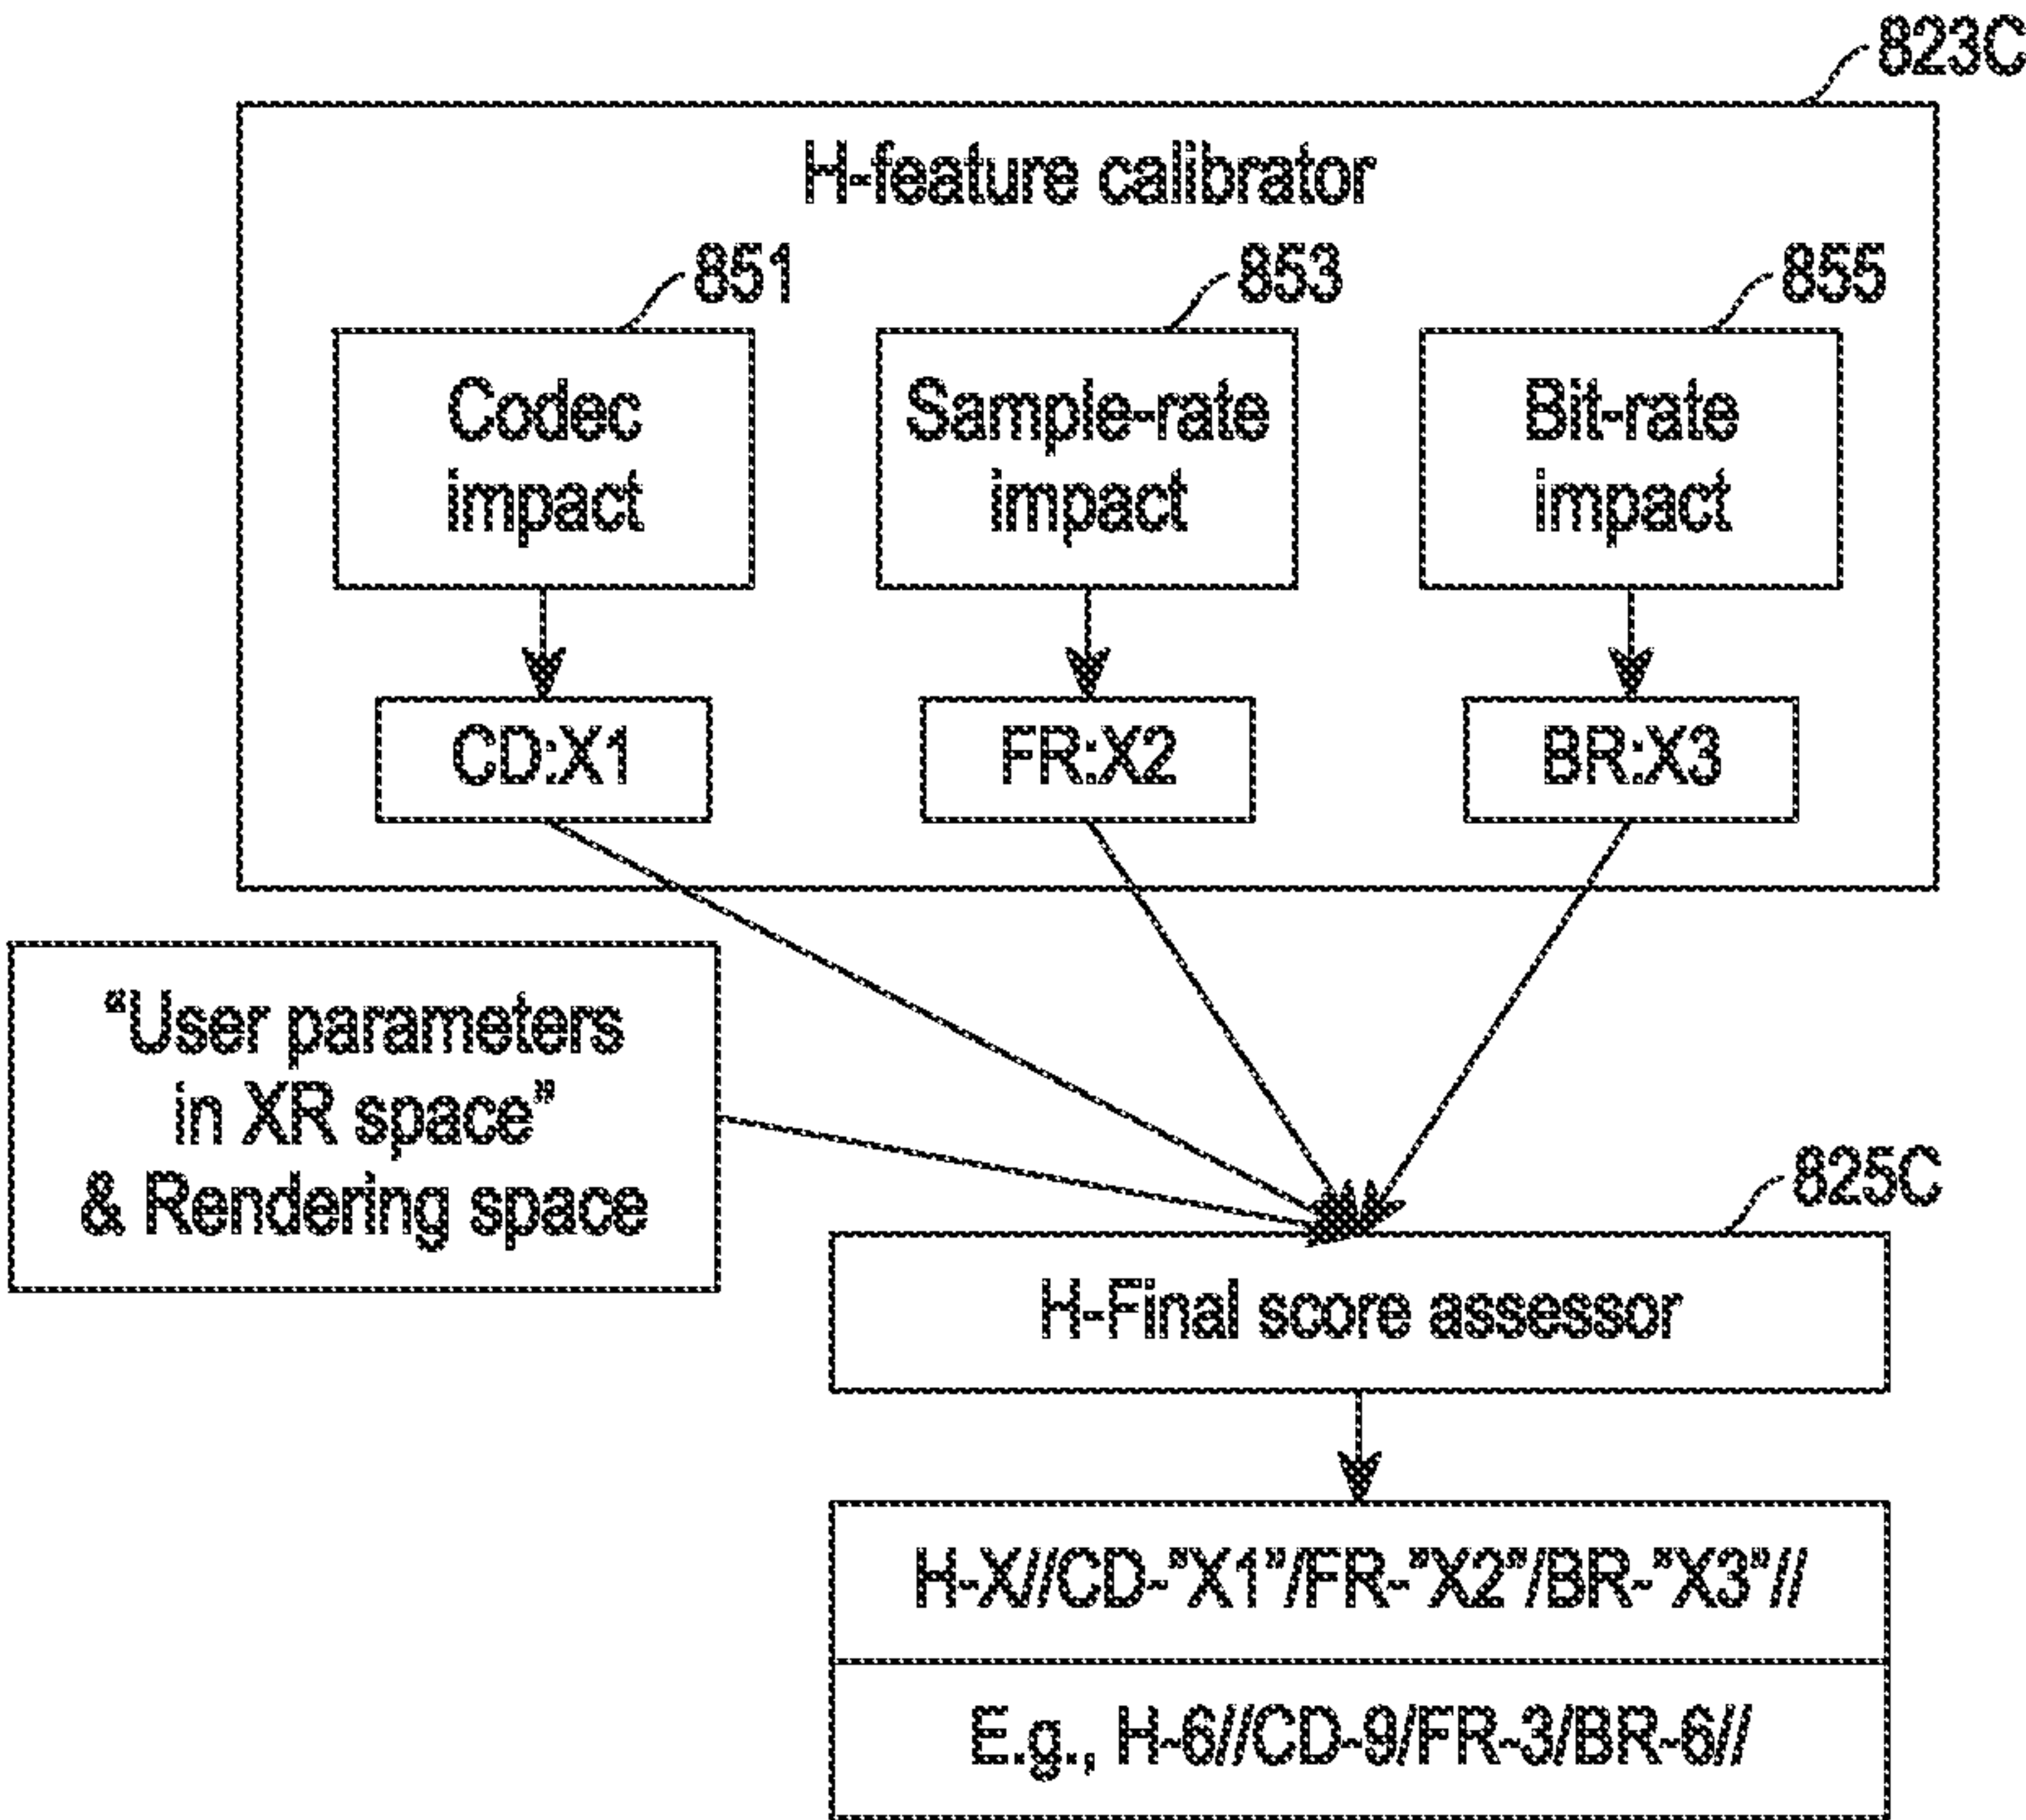 823C
H-feature calibrator
851
853
855
Codec
impact
Sample-rate
impact
Bit-rate
impact
CD:X1
FR:X2
BR:X3
“User parameters
in XR space”
& Rendering space
825C
H-Final score assessor
H-X//CD-”X1”/FR-”X2”/BR-”X3”//
E.g., H-6//CD-9/FR-3/BR-6//